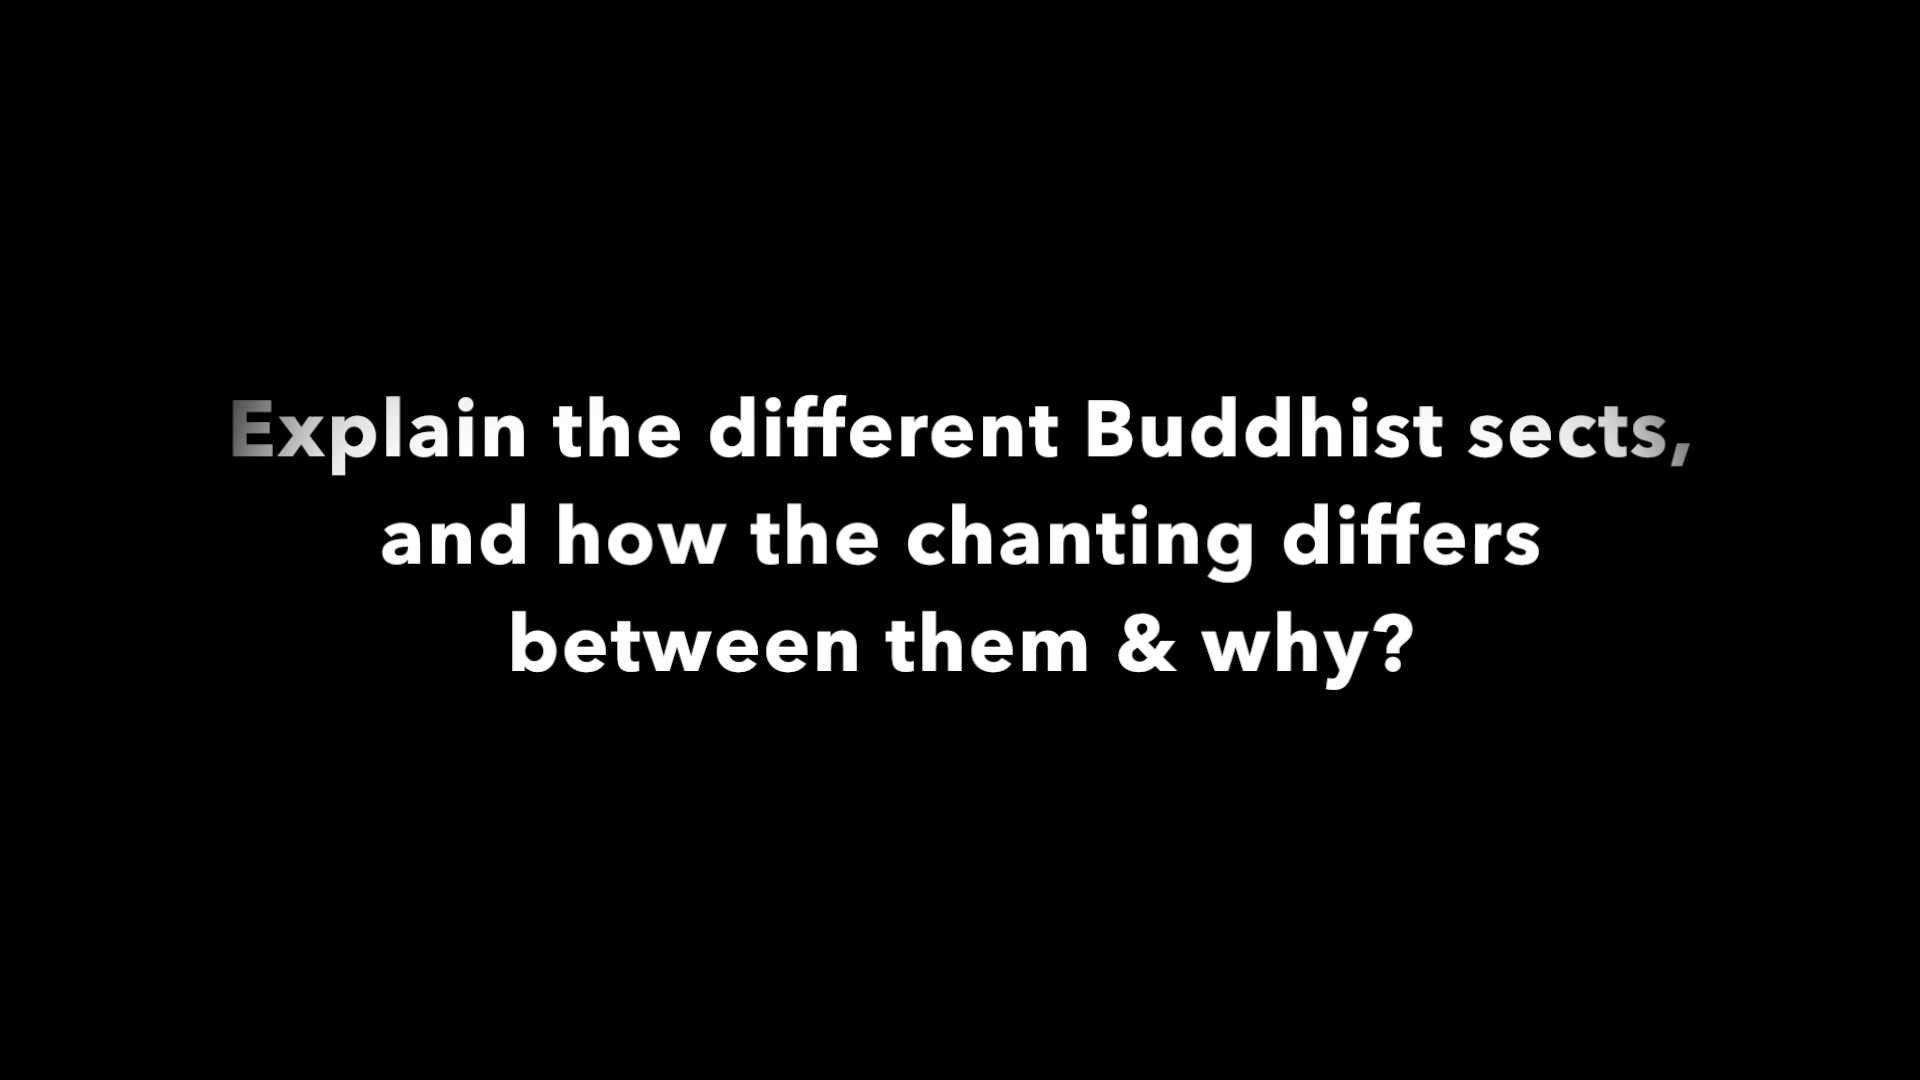 Explain the different Buddhist sects,
and how the chanting differs
between them & why?